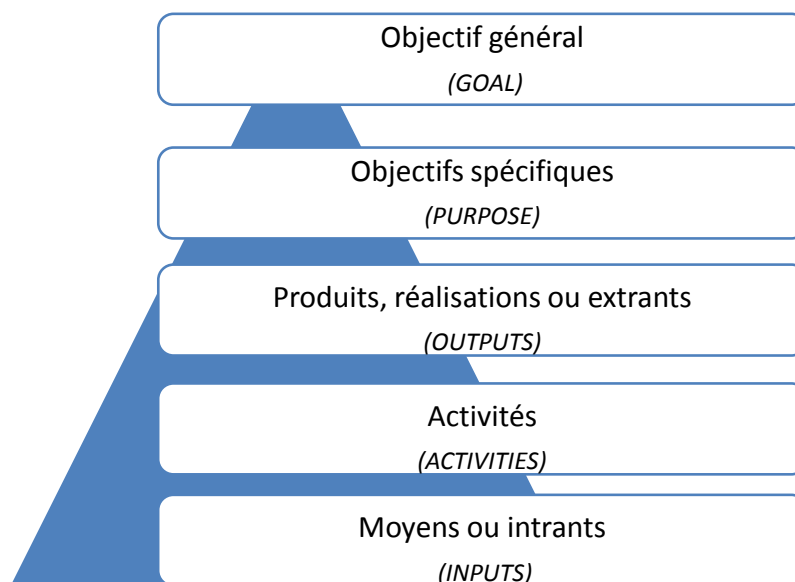 Objectif général
(GOAL)
Objectifs spécifiques
(PURPOSE)
Produits, réalisations ou extrants
(OUTPUTS)
Activités
(ACTIVITIES)
Moyens ou intrants
(INPUTS)